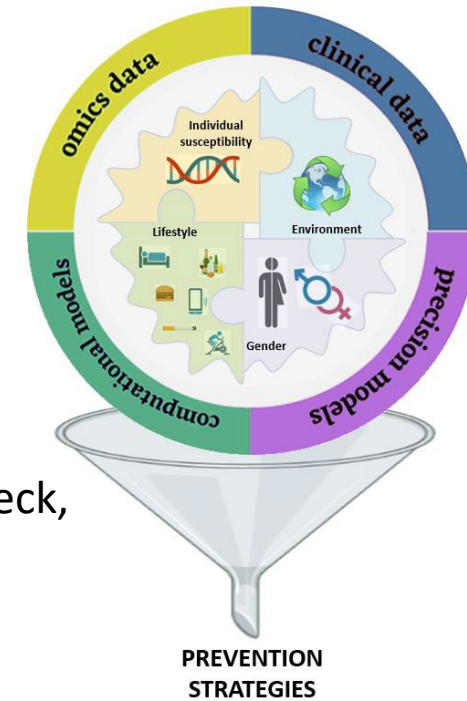 omics data
clinical data
Individual
susceptibility
Lifestyle
Environment
Gender
computational models
precision models
eck,
PREVENTION
STRATEGIES